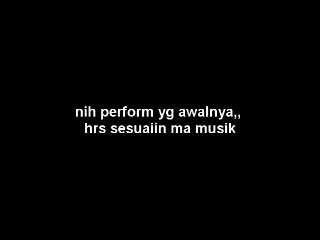 nih perform yg awalnya,,
hrs sesuaiin ma musik